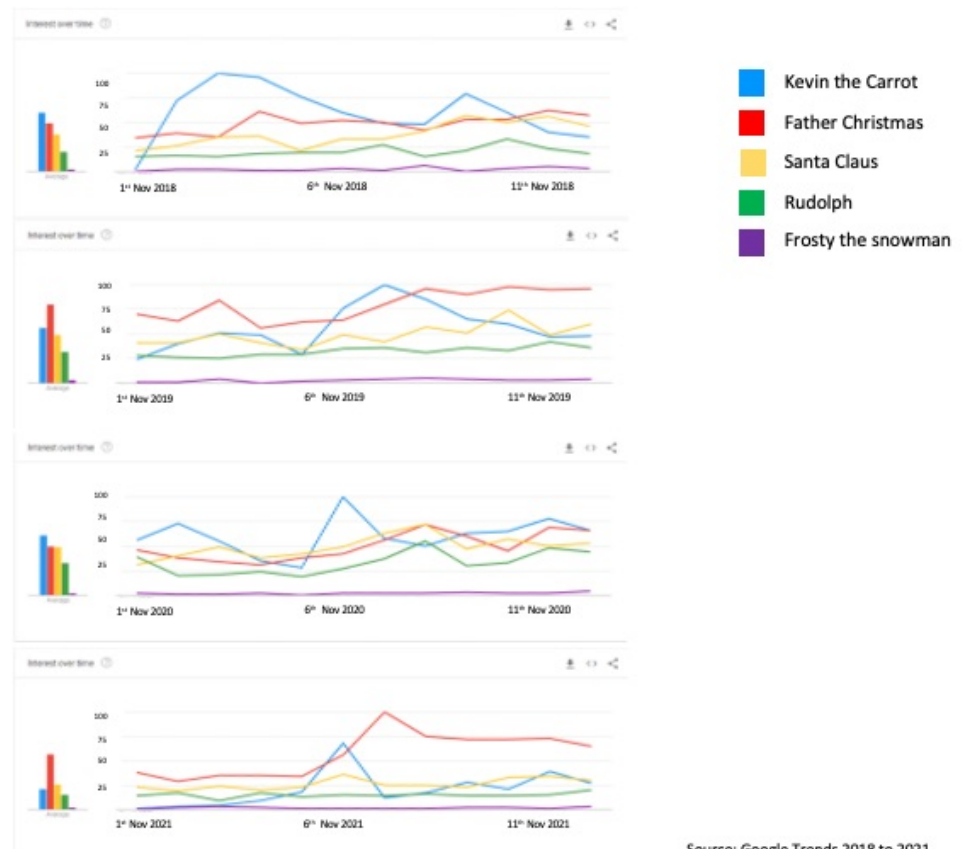 Interest over time
100
75
50
25
Average
1st Nov 2018
6th Nov 2018
11th Nov 2018
Kevin the Carrot
Father Christmas
Santa Claus
Rudolph
Frosty the snowman
Interest over time
100
75
50
25
Average
1st Nov 2019
6th Nov 2019
11th Nov 2019
Interest over time
100
75
50
25
Average
1st Nov 2020
6th Nov 2020
11th Nov 2020
Interest over time
100
75
50
25
Average
1st Nov 2021
6th Nov 2021
11th Nov 2021
Source: Google Trends 2018 to 2021